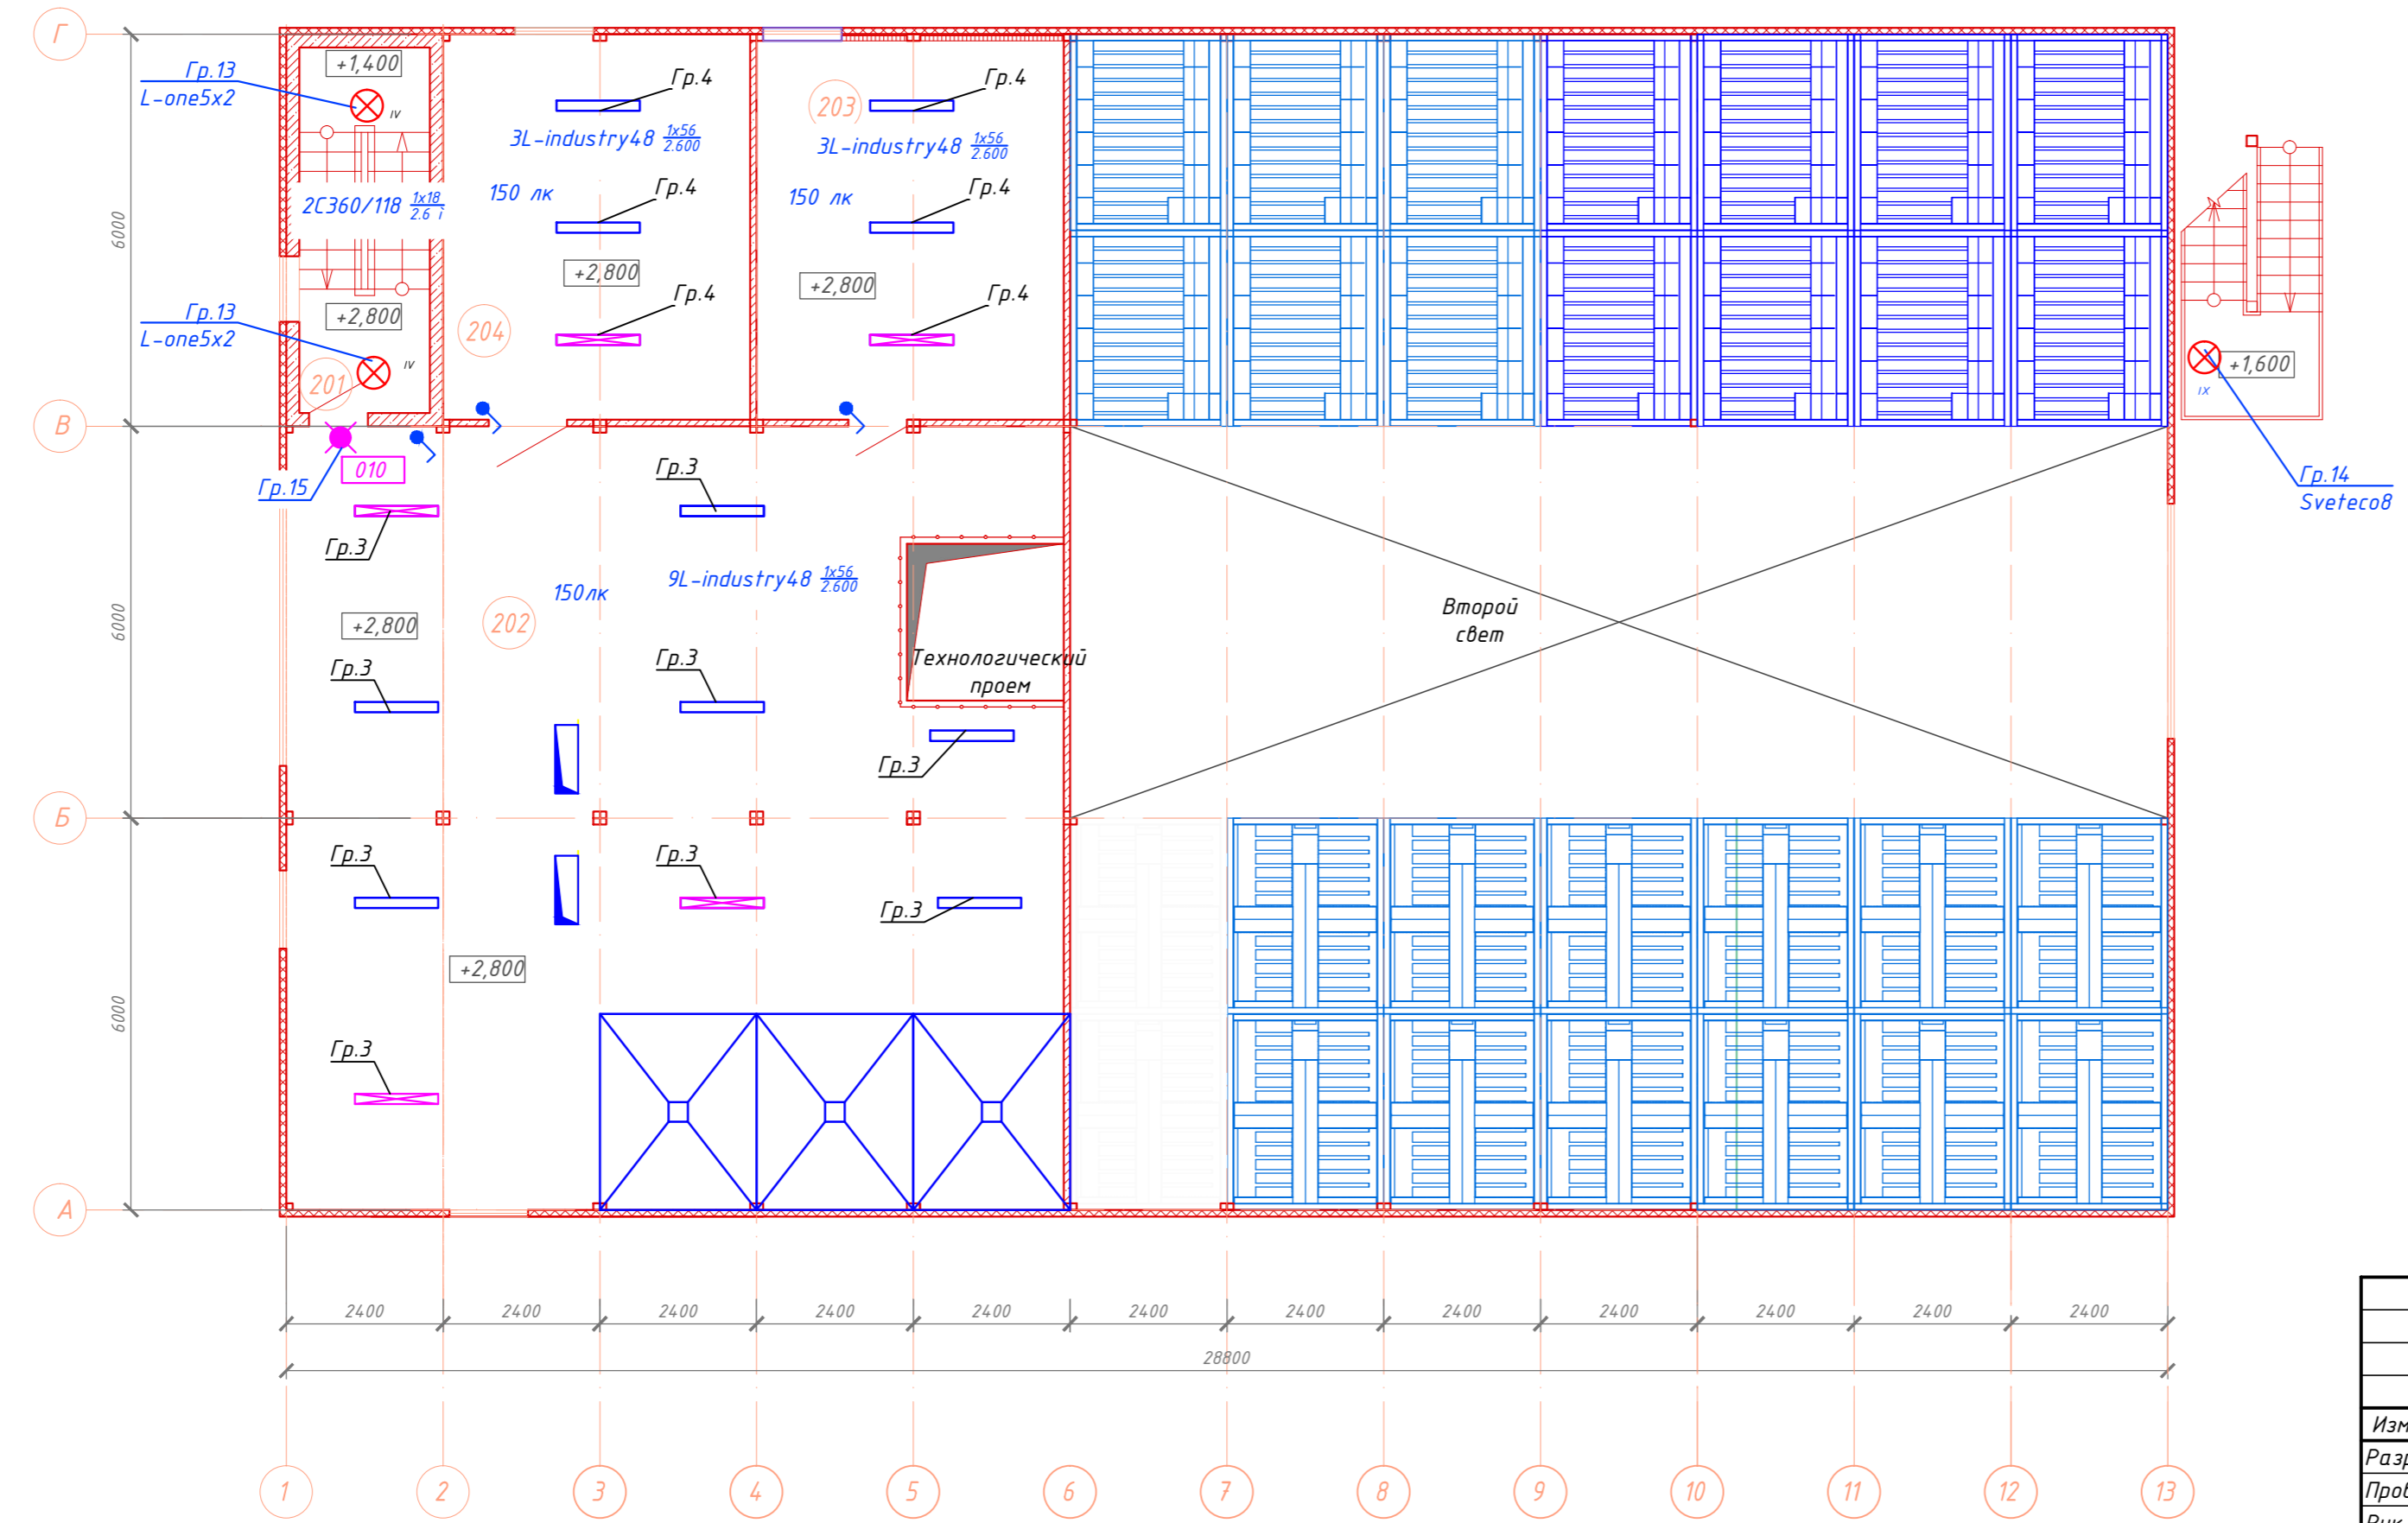 Г
В
Б
А
6000
6000
6000
Гр.13
L-one5x2
+1,400
IV
2С360/118 1x18
2.6
+2,800
Гр.13
L-one5x2
IV
201
Гр.4
3L-industry48 1x56
2.600
150 лк
Гр.4
+2,800
Гр.4
204
203
Гр.4
3L-industry48 1x56
2.600
150 лк
Гр.4
+2,800
Гр.4
+1,600
IX
Гр.14
Sveteco8
010
Гр.15
Гр.3
Гр.3
150лк
9L-industry48 1x56
2.600
+2,800
202
Гр.3
Гр.3
Технологический
проем
Гр.3
Второй
свет
Гр.3
Гр.3
Гр.3
+2,800
Гр.3
2400 2400 2400 2400 2400 2400 2400 2400 2400 2400 2400 2400
28800
1 2 3 4 5 6 7 8 9 10 11 12 13
Изм
Разр
Пров